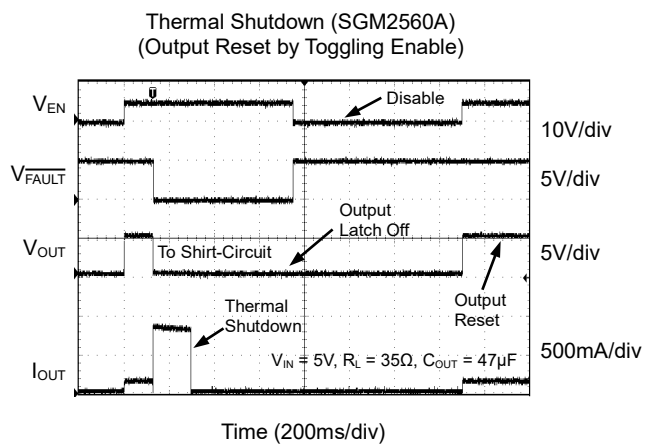 Thermal Shutdown (SGM2560A)
(Output Reset by Toggling Enable)
T
VEN
Disable
10V/div
VFAULT
5V/div
Output
Latch Off
VOUT
To Shirt-Circuit
5V/div
Thermal
Shutdown
Output
Reset
IOUT
VIN = 5V, RL = 35Ω, COUT = 47μF
500mA/div
Time (200ms/div)